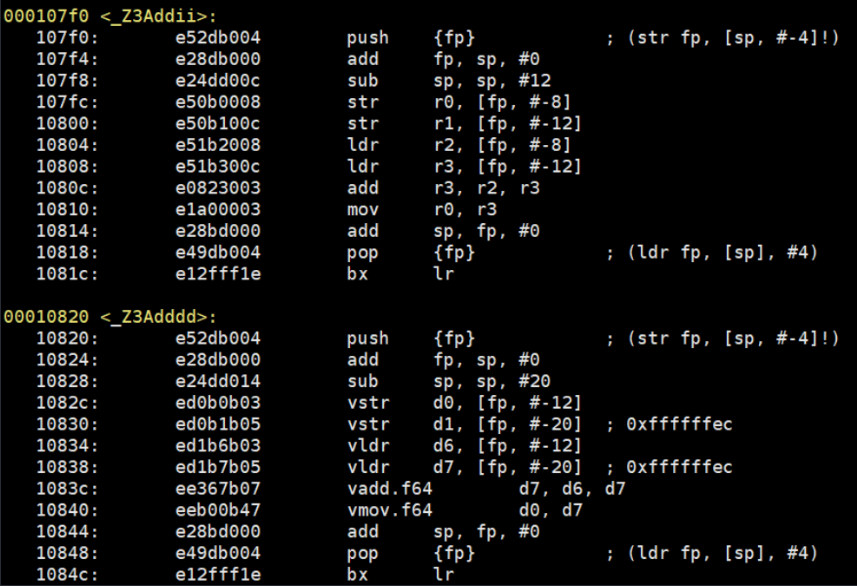 000107f0 <_Z3Addii>:
107f0: e52db004 push {fp} ; (str fp, [sp, #-4]!)
107f4: e28db000 add fp, sp, #0
107f8: e24dd00c sub sp, sp, #12
107fc: e50b0008 str r0, [fp, #-8]
10800: e50b100c str r1, [fp, #-12]
10804: e51b2008 ldr r2, [fp, #-8]
10808: e51b300c ldr r3, [fp, #-12]
1080c: e0823003 add r3, r2, r3
10810: e1a00003 mov r0, r3
10814: e28bd000 add sp, fp, #0
10818: e49db004 pop {fp} ; (ldr fp, [sp], #4)
1081c: e12fff1e bx lr
00010820 <_Z3Adddd>:
10820: e52db004 push {fp} ; (str fp, [sp, #-4]!)
10824: e28db000 add fp, sp, #0
10828: e24dd014 sub sp, sp, #20
1082c: ed0b0b03 vstr d0, [fp, #-12]
10830: ed0b1b05 vstr d1, [fp, #-20] ; 0xffffffec
10834: ed1b6b03 vldr d6, [fp, #-12]
10838: ed1b7b05 vldr d7, [fp, #-20] ; 0xffffffec
1083c: ee367b07 vadd.f64 d7, d6, d7
10840: eeb00b47 vmov.f64 d0, d7
10844: e28bd000 add sp, fp, #0
10848: e49db004 pop {fp} ; (ldr fp, [sp], #4)
1084c: e12fff1e bx lr